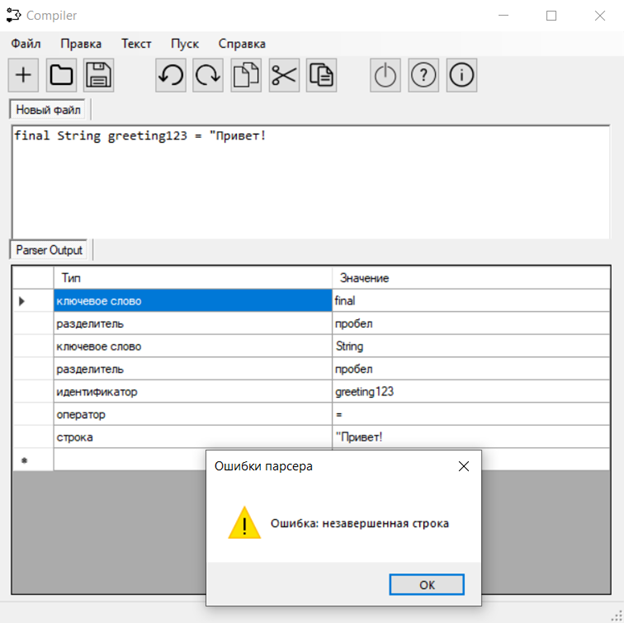 Compiler
Файл Правка Текст Пуск Справка
Новый файл
final String greeting123 = "Привет!
Parser Output
Тип Значение
ключевое слово final
разделитель пробел
ключевое слово String
разделитель пробел
идентификатор greeting123
оператор =
строка "Привет!
Ошибки парсера
Ошибка: незавершенная строка
OK